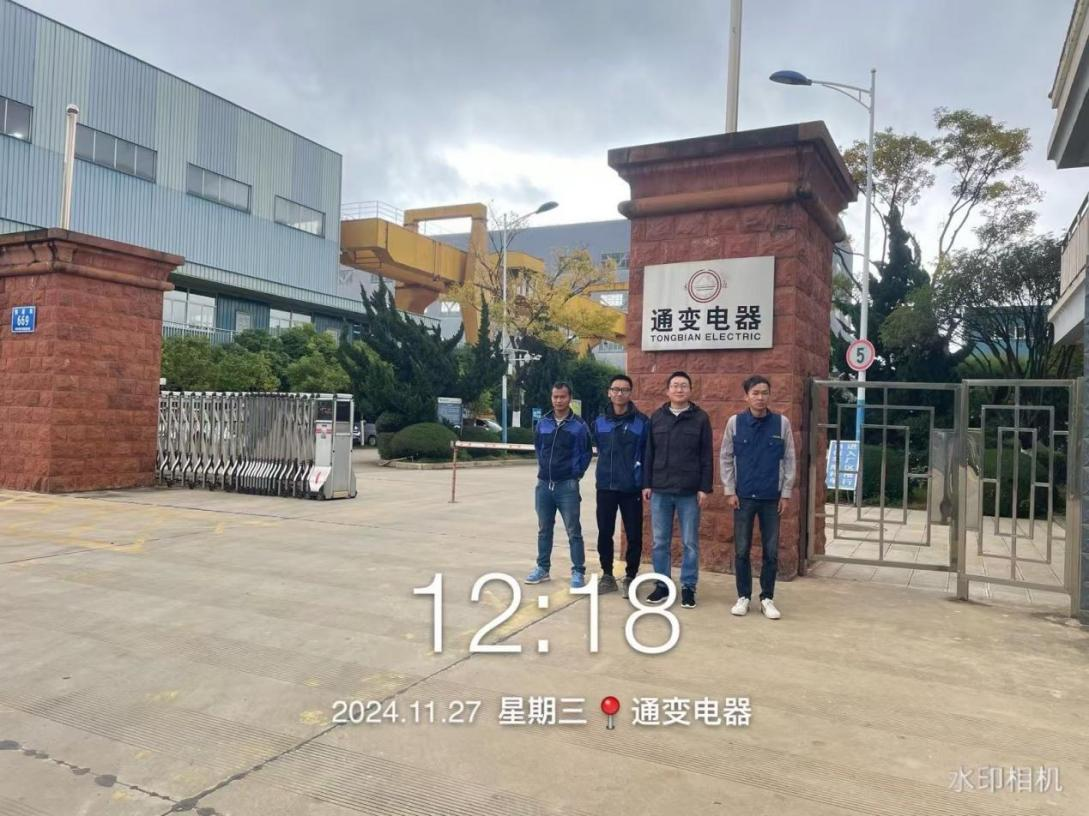 669
通变电器
TONGBIAN ELECTRIC
5
12:18
2024.11.27 星期三 通变电器
水印相机